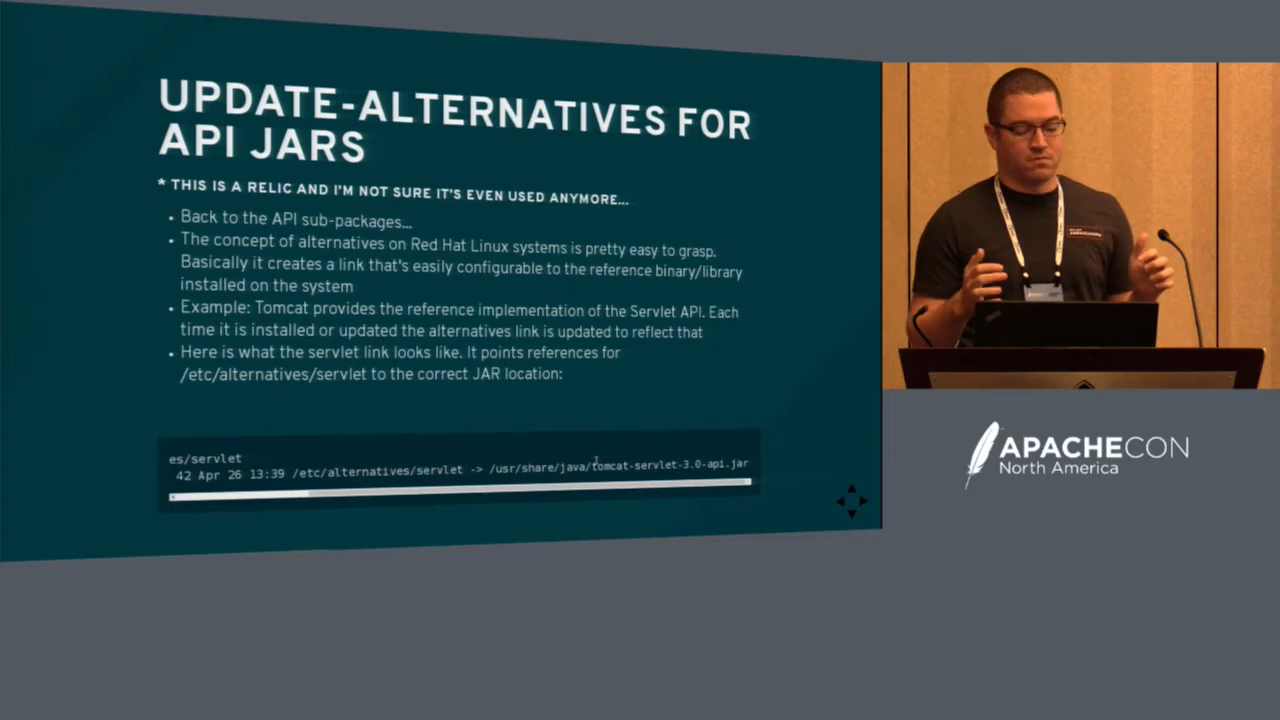 UPDATE-ALTERNATIVES FOR
API JARS
* THIS IS A RELIC AND I'M NOT SURE IT'S EVEN USED ANYMORE...
• Back to the API sub-packages...
• The concept of alternatives on Red Hat Linux systems is pretty easy to grasp.
Basically it creates a link that's easily configurable to the reference binary/library
installed on the system
• Example: Tomcat provides the reference implementation of the Servlet API. Each
time it is installed or updated the alternatives link is updated to reflect that
• Here is what the servlet link looks like. It points references for
/etc/alternatives/servlet to the correct JAR location:
es/servlet
42 Apr 26 13:39 /etc/alternatives/servlet -> /usr/share/java/tomcat-servlet-3.0-api.jar
APACHECON
North America